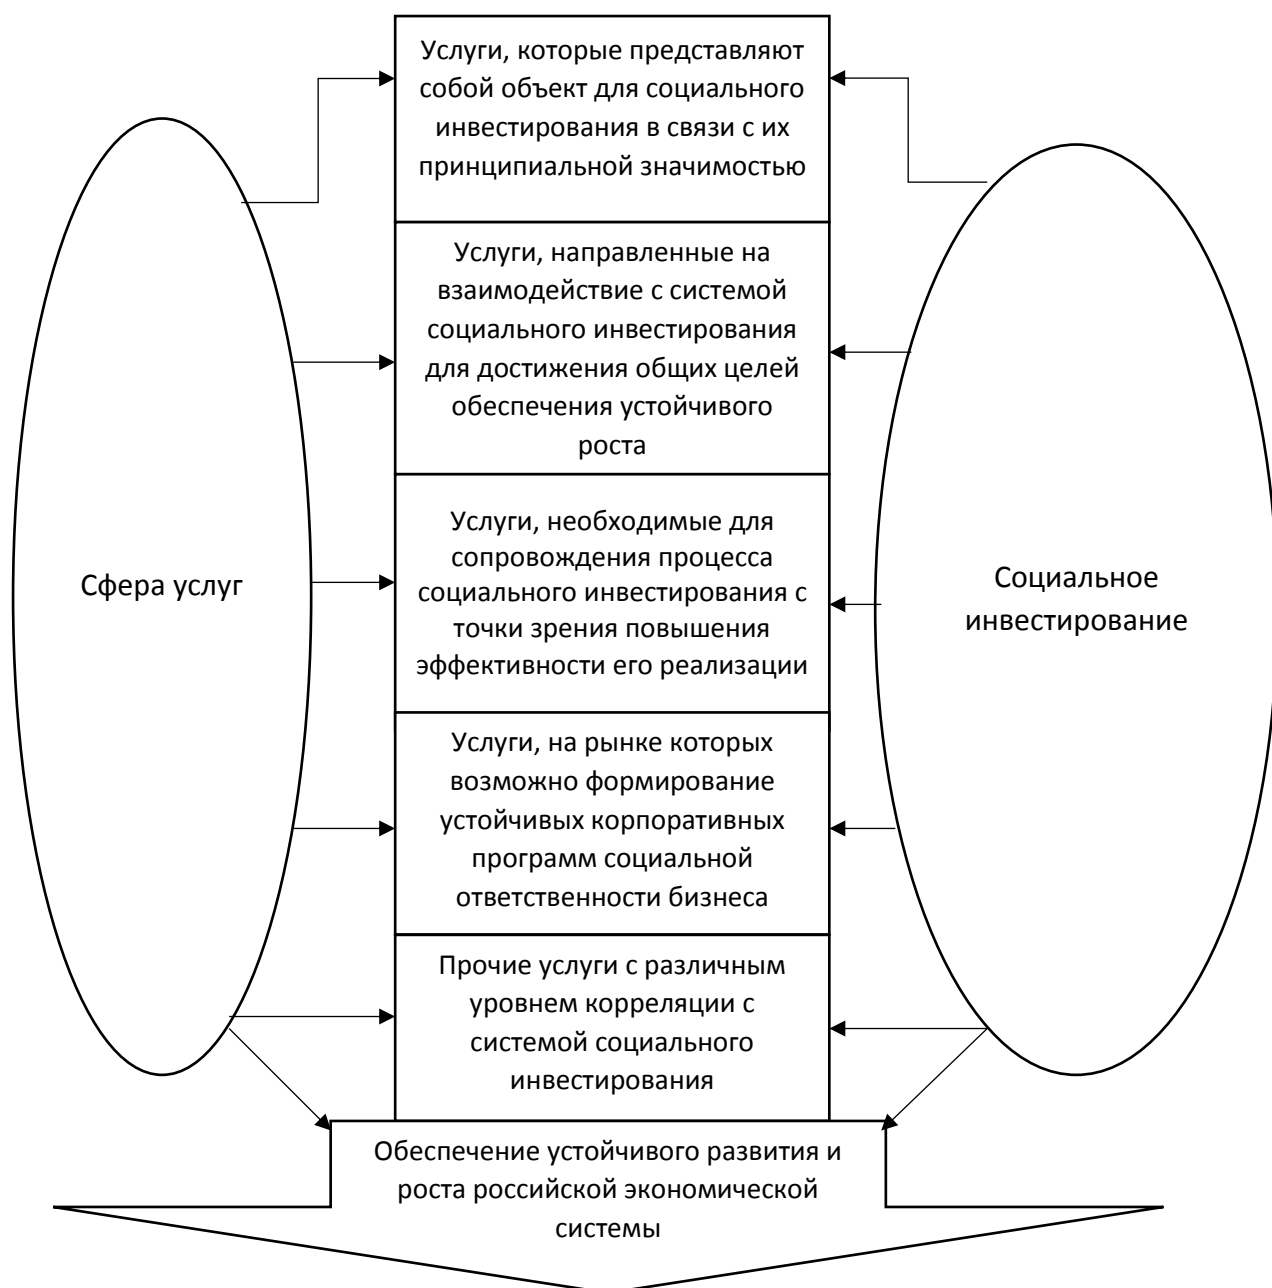 Услуги, которые представляют
собой объект для социального
инвестирования в связи с их
принципиальной значимостью
Услуги, направленные на
взаимодействие с системой
социального инвестирования
для достижения общих целей
обеспечения устойчивого
роста
Услуги, необходимые для
сопровождения процесса
социального инвестирования с
точки зрения повышения
эффективности его реализации
Сфера услуг
Социальное
инвестирование
Услуги, на рынке которых
возможно формирование
устойчивых корпоративных
программ социальной
ответственности бизнеса
Прочие услуги с различным
уровнем корреляции с
системой социального
инвестирования
Обеспечение устойчивого развития и
роста российской экономической
системы